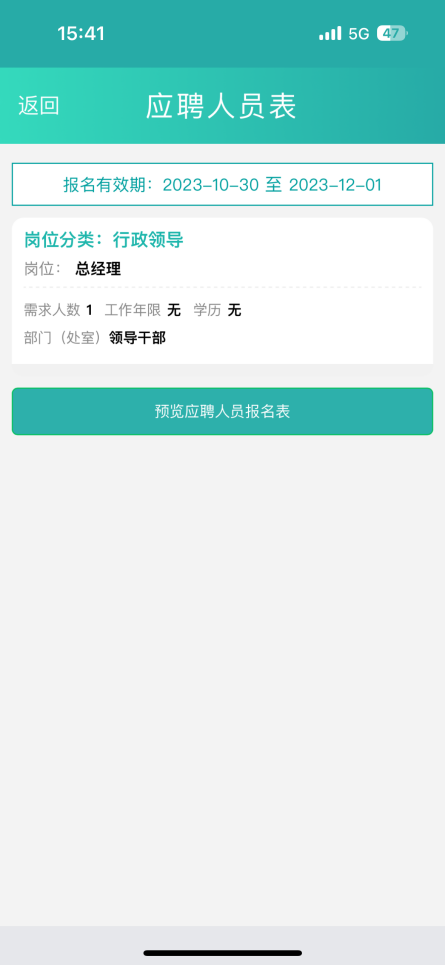 15:41 5G 47
返回 应聘人员表
报名有效期：2023-10-30 至 2023-12-01
岗位分类：行政领导
岗位： 总经理
需求人数 1 工作年限 无 学历 无
部门（处室）领导干部
预览应聘人员报名表